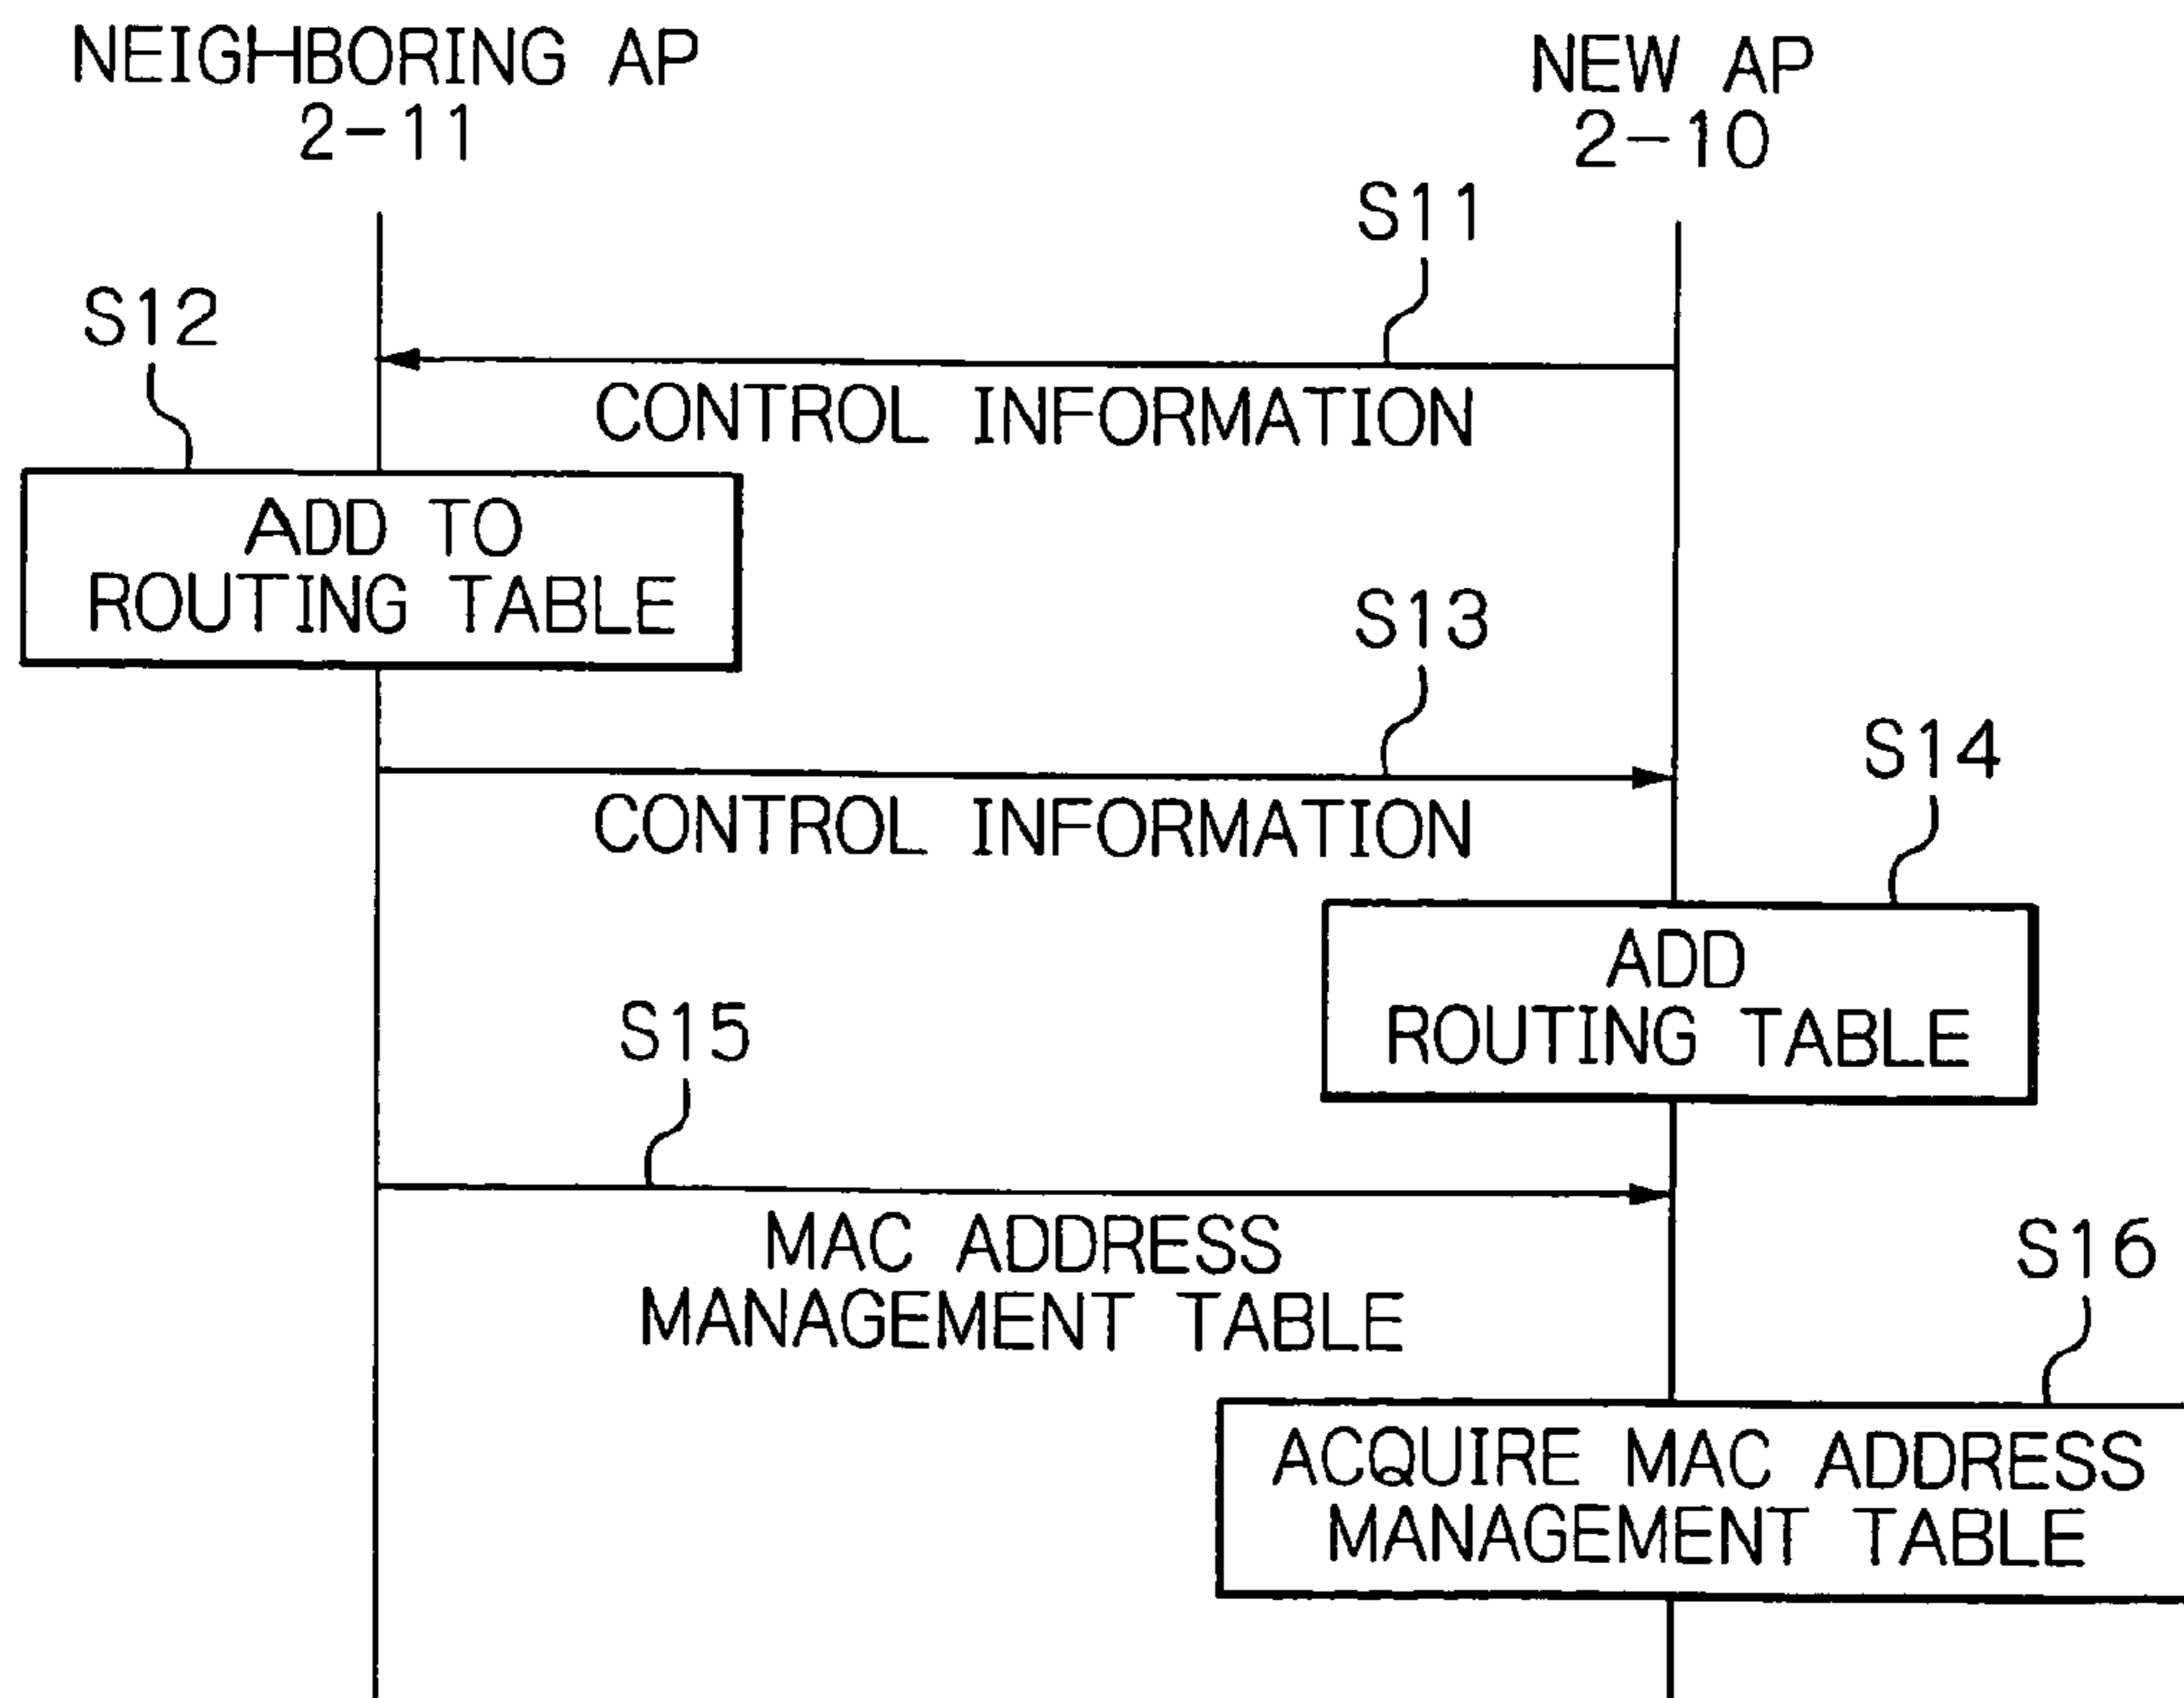 NEIGHBORING AP
2-11
NEW AP
2-10
S11
S12
CONTROL INFORMATION
ADD TO
ROUTING TABLE
S13
CONTROL INFORMATION
S14
ADD
ROUTING TABLE
S15
MAC ADDRESS
MANAGEMENT TABLE
S16
ACQUIRE MAC ADDRESS
MANAGEMENT TABLE